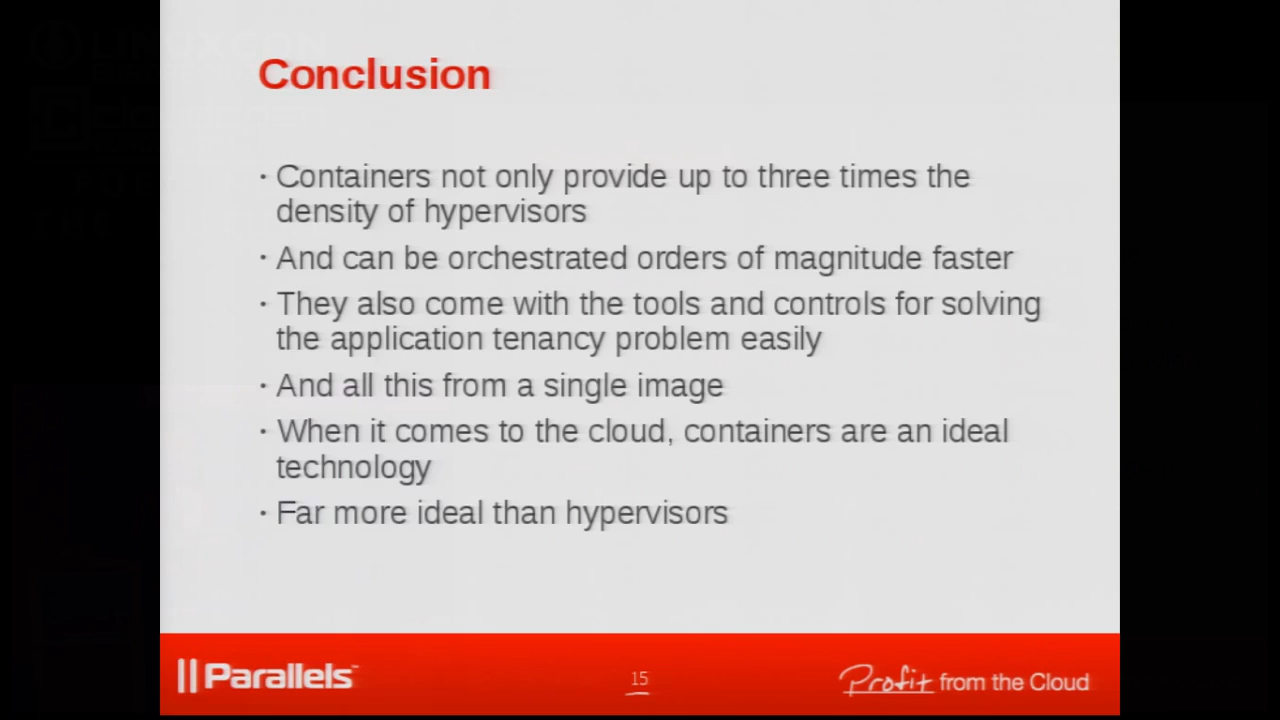 Conclusion
· Containers not only provide up to three times the
density of hypervisors
· And can be orchestrated orders of magnitude faster
· They also come with the tools and controls for solving
the application tenancy problem easily
· And all this from a single image
· When it comes to the cloud, containers are an ideal
technology
· Far more ideal than hypervisors
Parallels™
15
Profit from the Cloud